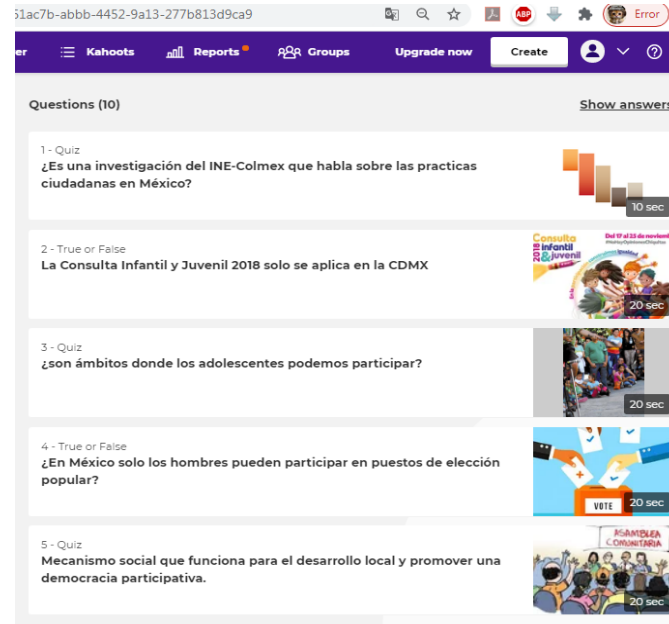 51ac7b-abbb-4452-9a13-277b813d9ca9
ABP
Error
er
Kahoots
Reports
Groups
Upgrade now
Create
Questions (10)
Show answers
1 - Quiz
¿Es una investigación del INE-Colmex que habla sobre las practicas
ciudadanas en México?
10 sec
2 - True or False
La Consulta Infantil y Juvenil 2018 solo se aplica en la CDMX
Consulta
infantil
&juvenil
2018
Del 17 al 25 de noviemb
igualdad
20 sec
3 - Quiz
¿son ámbitos donde los adolescentes podemos participar?
20 sec
4 - True or False
¿En México solo los hombres pueden participar en puestos de elección
popular?
VOTE
20 sec
5 - Quiz
Mecanismo social que funciona para el desarrollo local y promover una
democracia participativa.
ASAMBLEA
COMUNITARIA
20 sec